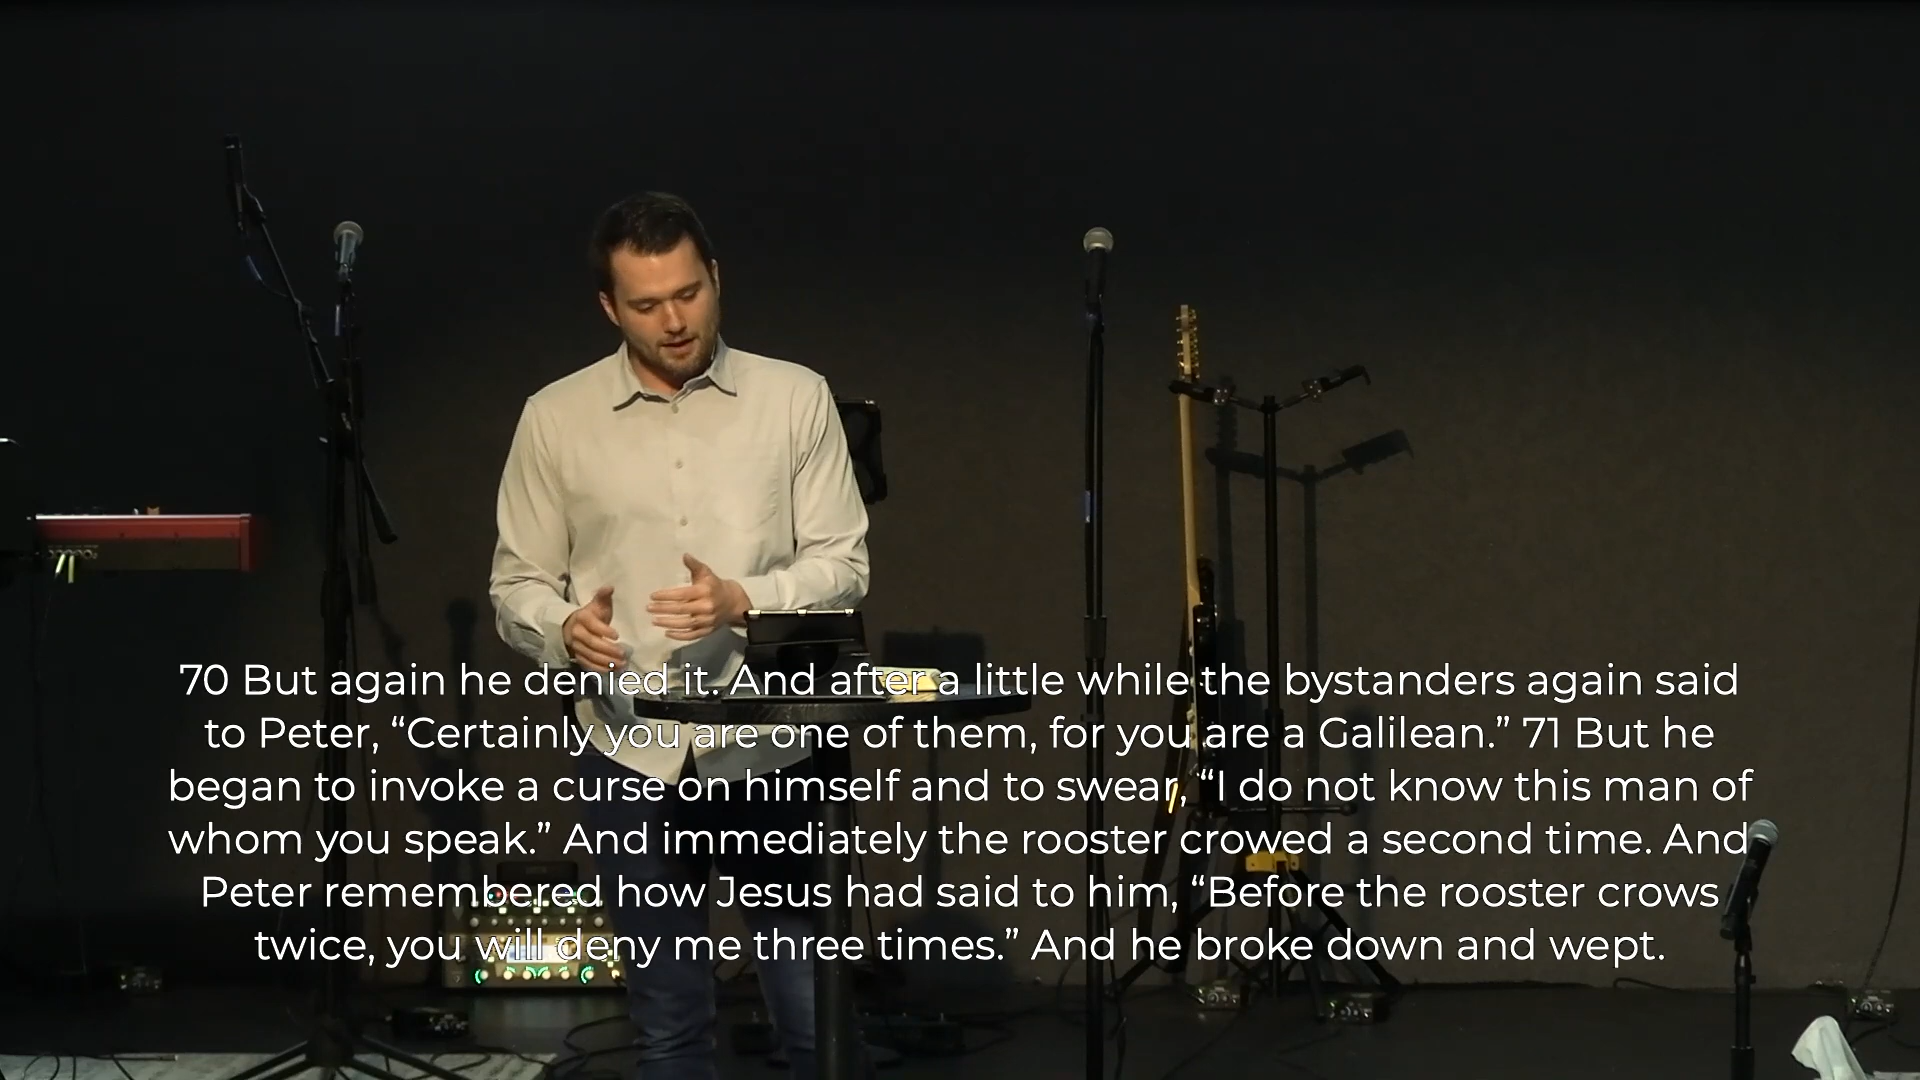 70 But again he denied it. And after a little while the bystanders again said
to Peter, “Certainly you are one of them, for you are a Galilean.” 71 But he
began to invoke a curse on himself and to swear, “I do not know this man of
whom you speak.” And immediately the rooster crowed a second time. And
Peter remembered how Jesus had said to him, “Before the rooster crows
twice, you will deny me three times.” And he broke down and wept.